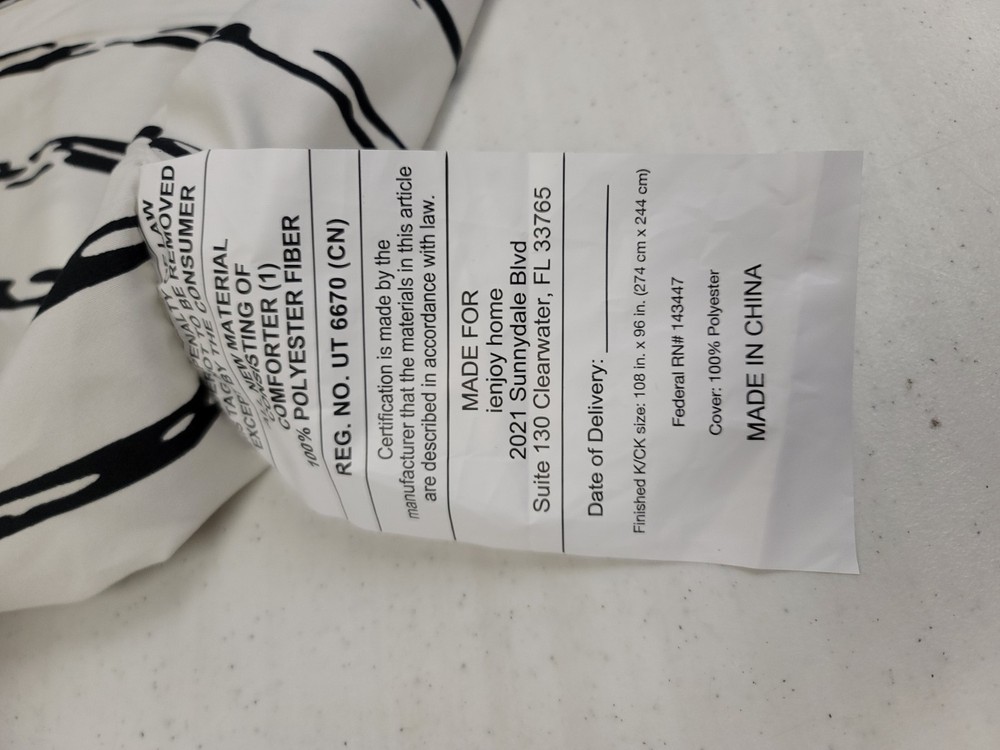 LAW
PENALTY OF
BE REMOVED
NOT TO
EXCEPT BY THE CONSUMER
NEW MATERIAL
CONSISTING OF
COMFORTER (1)
100% POLYESTER FIBER
REG. NO. UT 6670 (CN)
Certification is made by the
manufacturer that the materials in this article
are described in accordance with law.
MADE FOR
ienjoy home
2021 Sunnydale Blvd
Suite 130 Clearwater, FL 33765
Date of Delivery:
Finished K/CK size: 108 in. x 96 in. (274 cm x 244 cm)
Federal RN# 143447
Cover: 100% Polyester
MADE IN CHINA